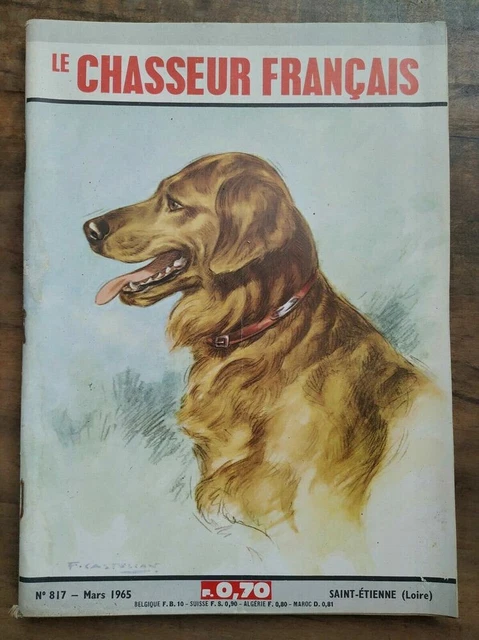 LE CHASSEUR FRANÇAIS
N° 817 – Mars 1965
F. 0,70
SAINT-ÉTIENNE (Loire)
BELGIQUE F. B. 10 - SUISSE F. S. 0,90 - ALGÉRIE F. 0,80 - MAROC D. 0,81